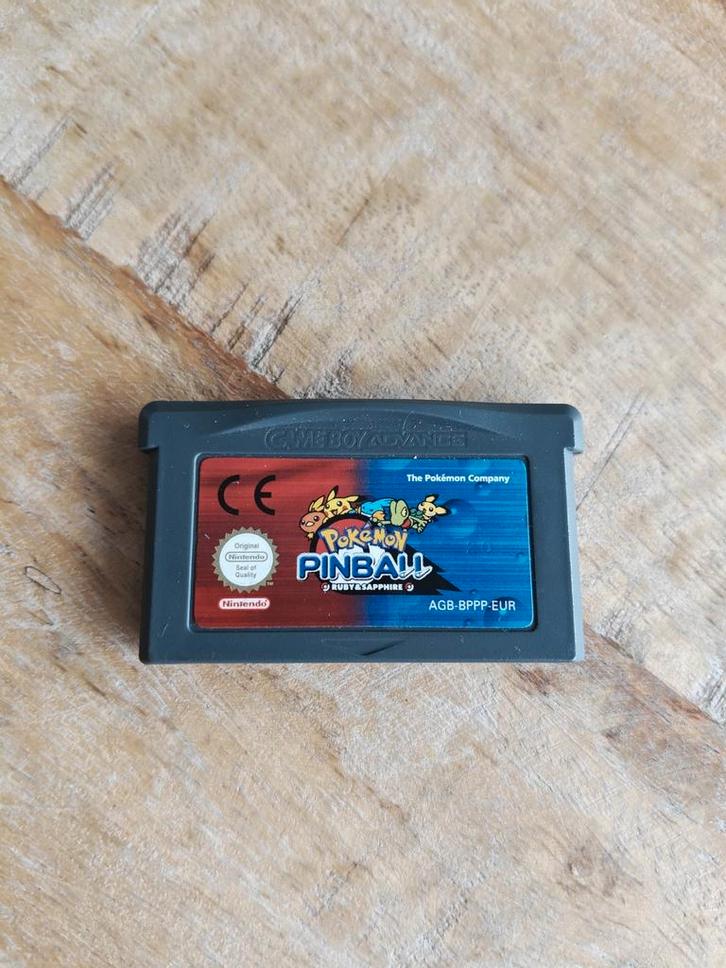 GAME BOY ADVANCE
CE
The Pokémon Company
Original
Nintendo
Seal of
Quality
TM
POKéMON
PINBALL
RUBY & SAPPHIRE
Nintendo
AGB-BPPP-EUR